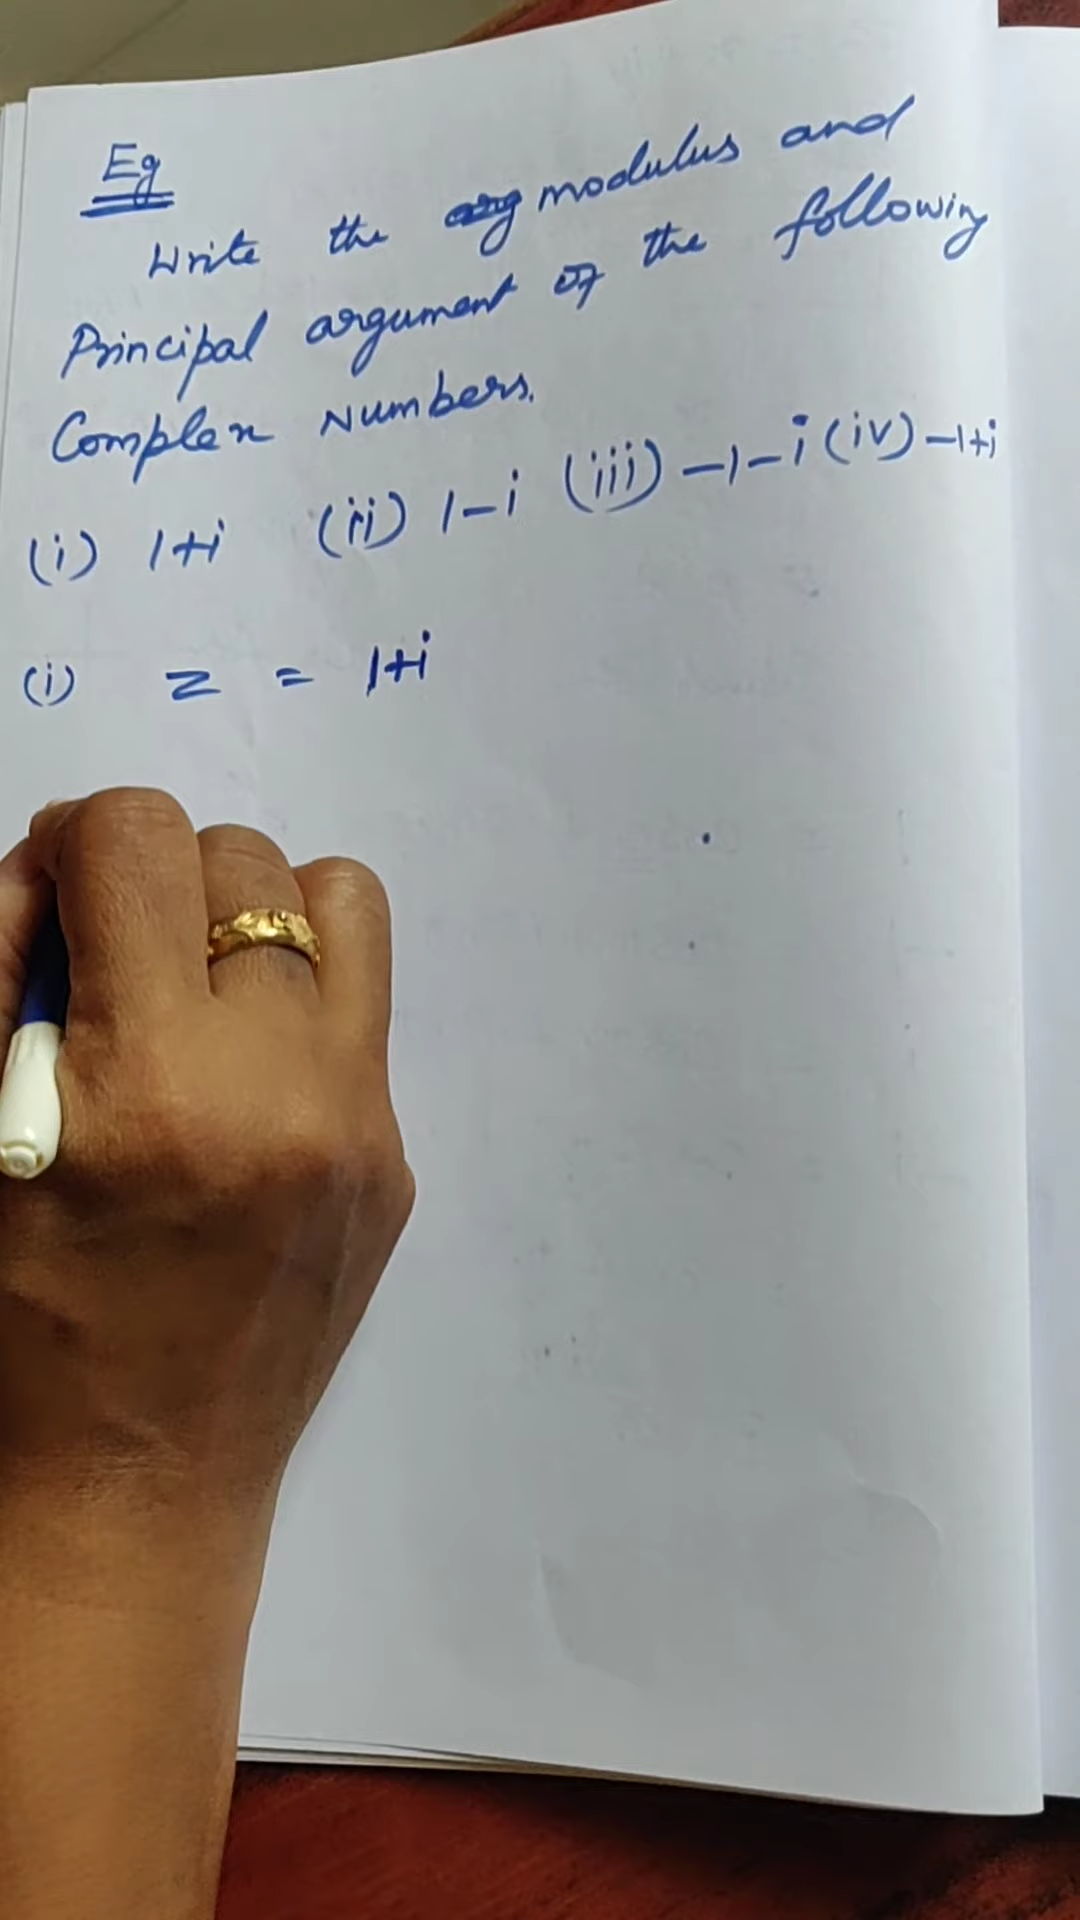 Eg
Write the modulus and
Principal argument of the following
Complex Numbers.
(i) 1+i (ii) 1-i (iii) -1-i (iv) -1+i
(i) z = 1+i